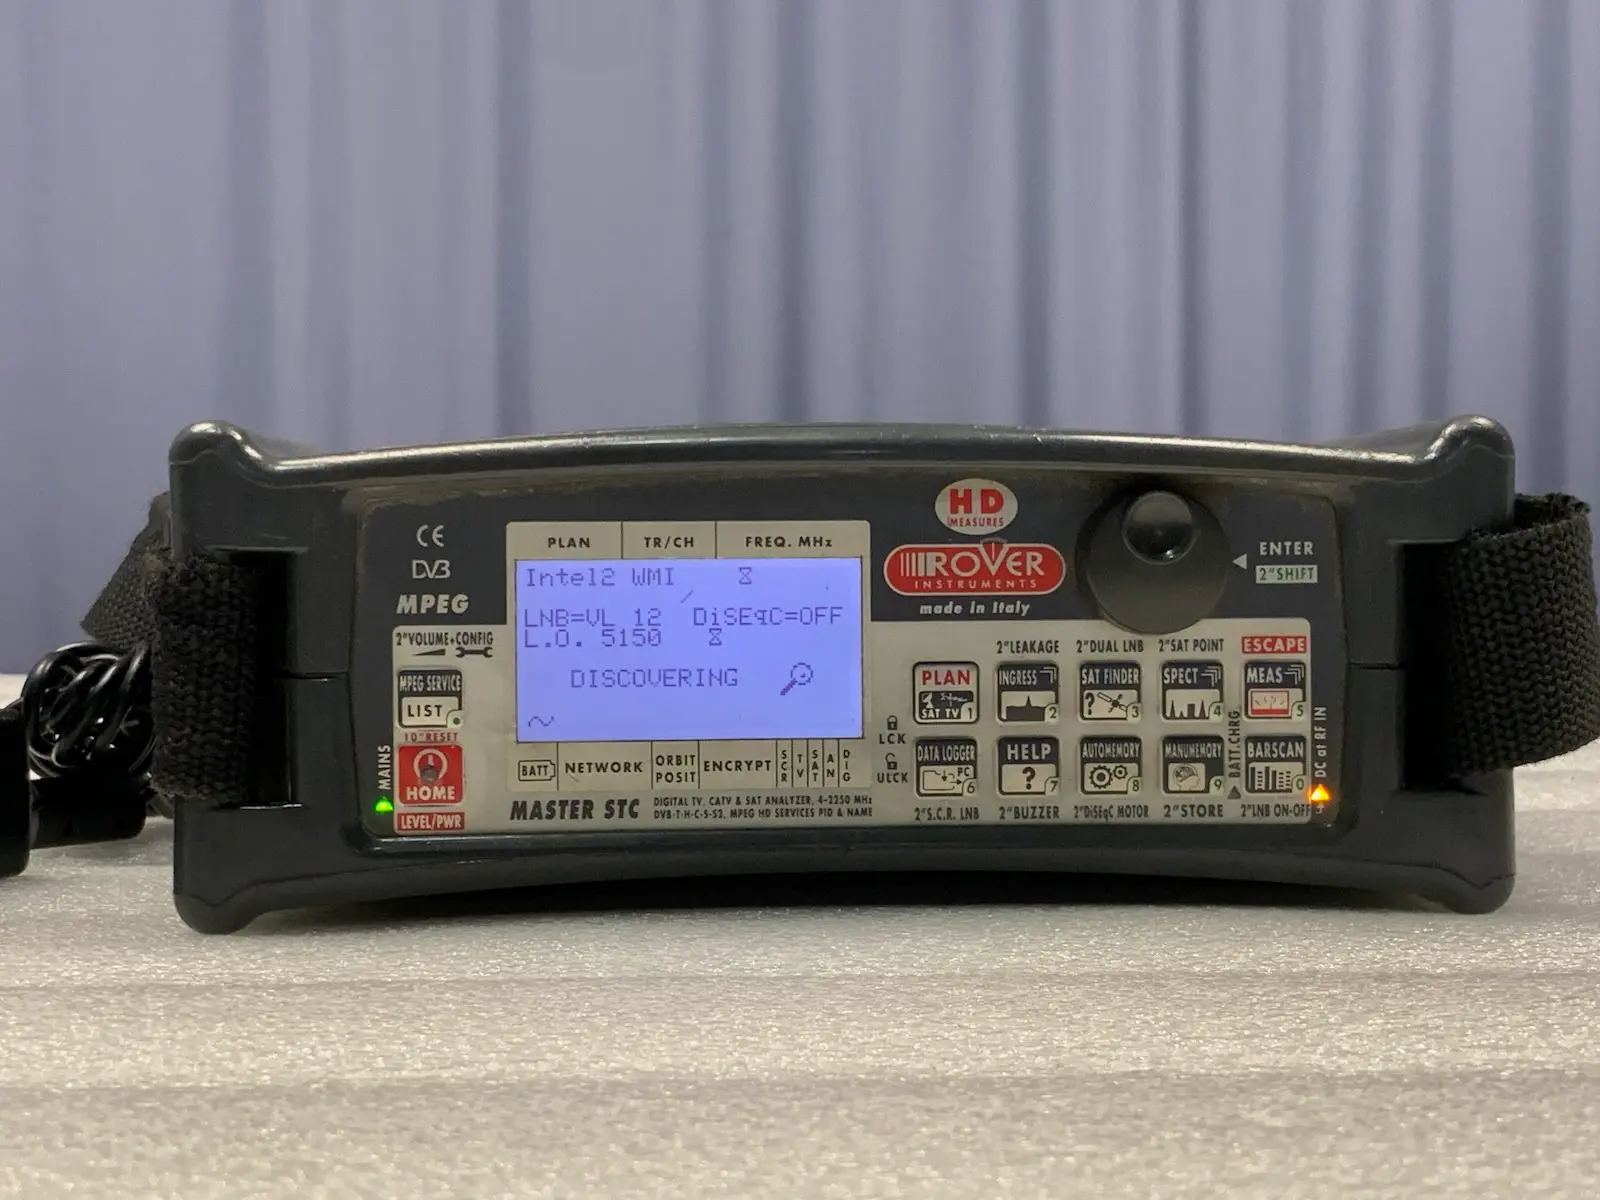 CE
DVB
MPEG
2"VOLUME+CONFIG
MPEG SERVICE
LIST
10"RESET
MAINS
HOME
LEVEL/PWR
PLAN TR/CH FREQ. MHz
Intel2 WMI
LNB=VL 12 DiSEqC=OFF
L.O. 5150
DISCOVERING
BATT NETWORK ORBIT POSIT ENCRYPT SCR TV SAT AN DIG
MASTER STC
DIGITAL TV, CATV & SAT ANALYZER, 4-2250 MHz
DVB-T-H-C-S-S2, MPEG HD SERVICES PID & NAME
HD
MEASURES
ROVER
INSTRUMENTS
made in Italy
ENTER
2"SHIFT
LCK
ULCK
2"LEAKAGE 2"DUAL LNB 2"SAT POINT ESCAPE
PLAN INGRESS SAT FINDER SPECT MEAS
SAT TV 1 2 ? 3 4 5
DATA LOGGER HELP AUTOMEMORY MANUMEMORY BARSCAN
PC 6 ? 7 8 9 0
2"S.C.R. LNB 2"BUZZER 2"DiSEqC MOTOR 2"STORE 2"LNB ON-OFF
BATT.CHRG.
DC at RF IN